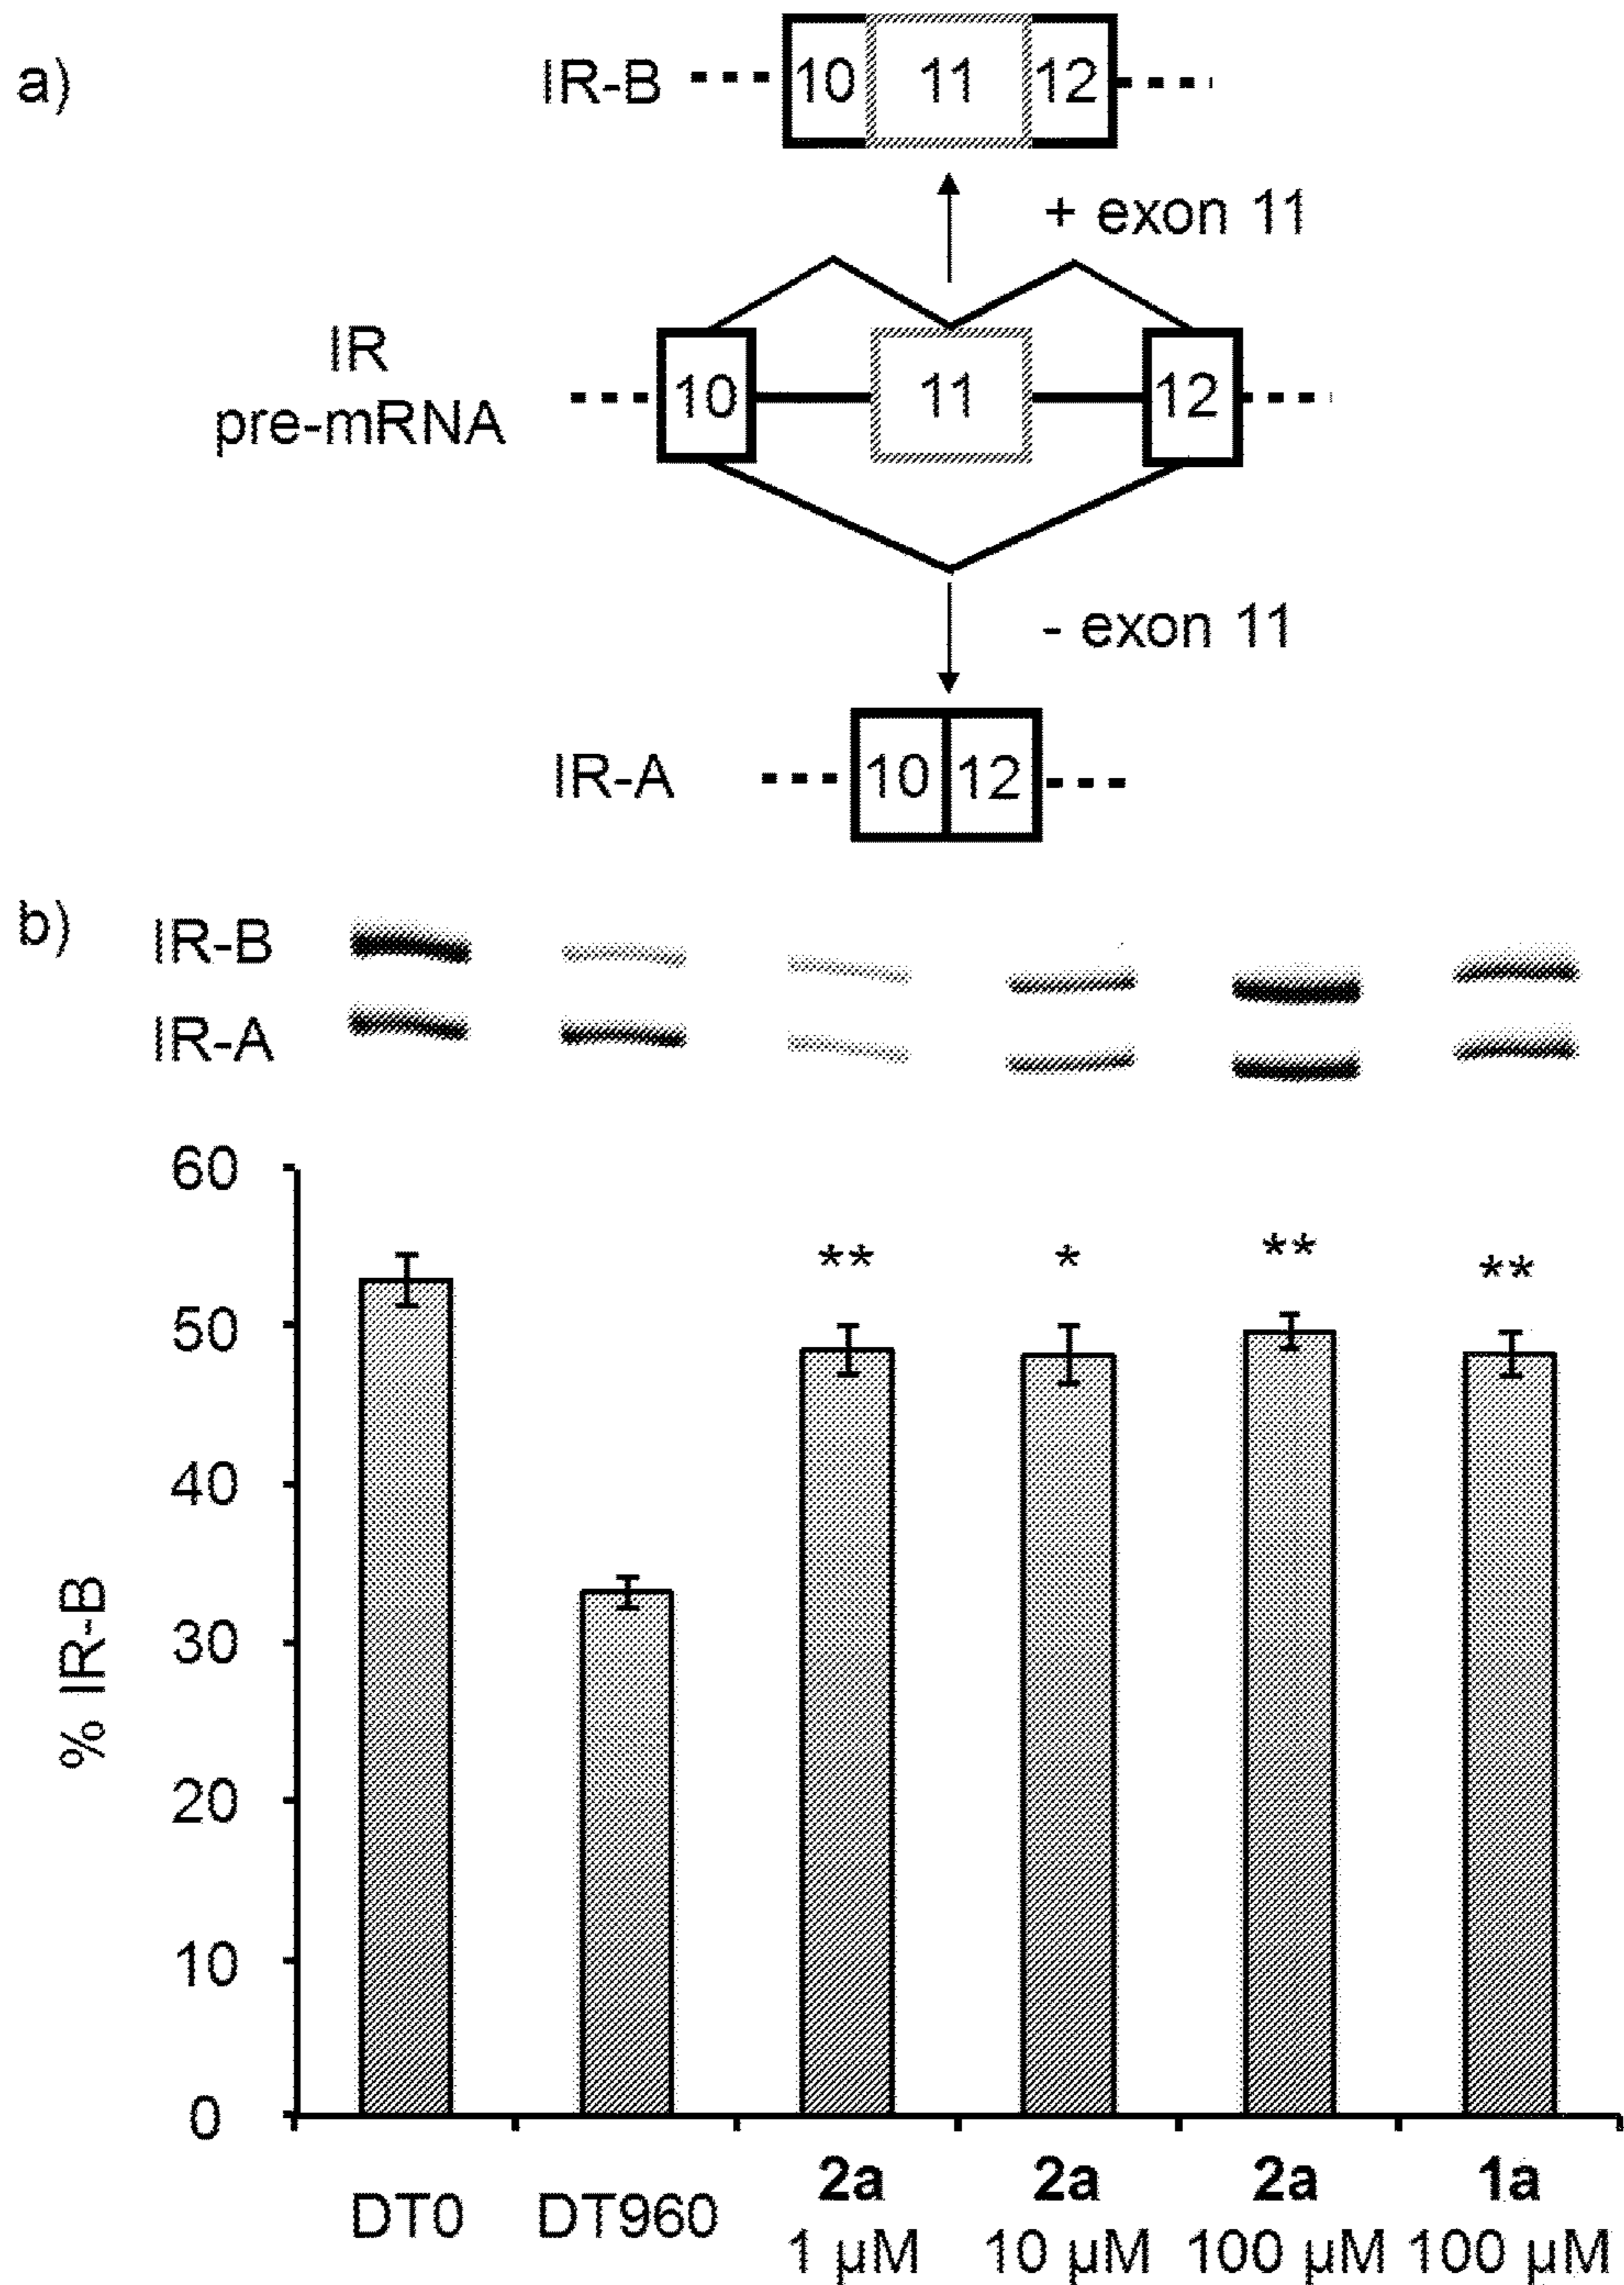 a)
IR-B
10 11 12
+ exon 11
IR
pre-mRNA
10 11 12
- exon 11
IR-A
10 12
b)
IR-B
IR-A
60
50
40
30
20
10
0
% IR-B
** * ** **
DT0 DT960 2a 2a 2a 1a
1 µM 10 µM 100 µM 100 µM